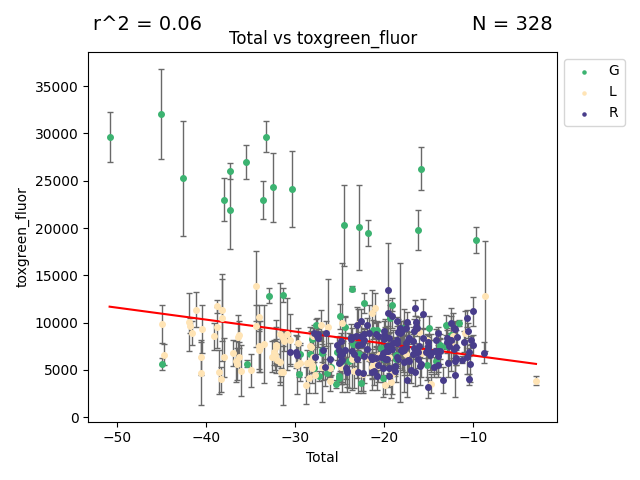 r^2 = 0.06
N = 328
Total vs toxgreen_fluor
G
L
R
35000
30000
25000
20000
15000
10000
5000
0
toxgreen_fluor
−50
−40
−30
−20
−10
Total